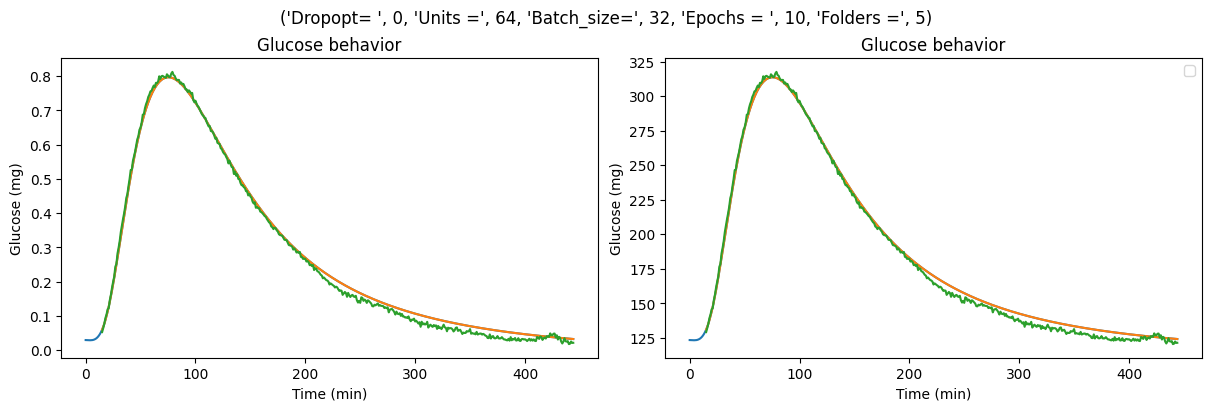 ('Dropopt= ', 0, 'Units =', 64, 'Batch_size=', 32, 'Epochs = ', 10, 'Folders =', 5)
Glucose behavior
Glucose (mg)
0.8
0.7
0.6
0.5
0.4
0.3
0.2
0.1
0.0
0 100 200 300 400
Time (min)
Glucose behavior
Glucose (mg)
325
300
275
250
225
200
175
150
125
0 100 200 300 400
Time (min)